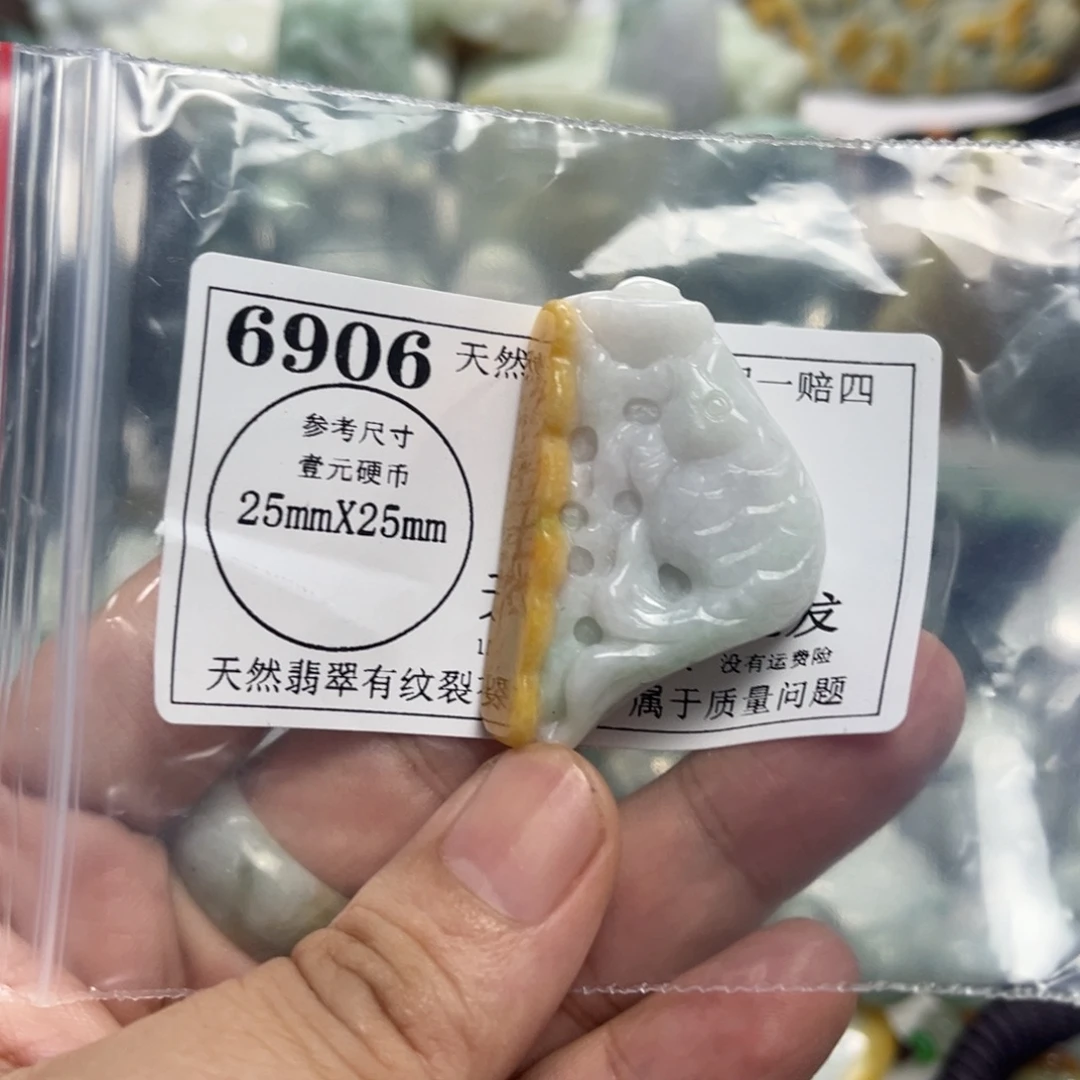 6906 天然
一赔四
参考尺寸
壹元硬币
25mmX25mm
发
没有运费险
天然翡翠有纹裂
属于质量问题